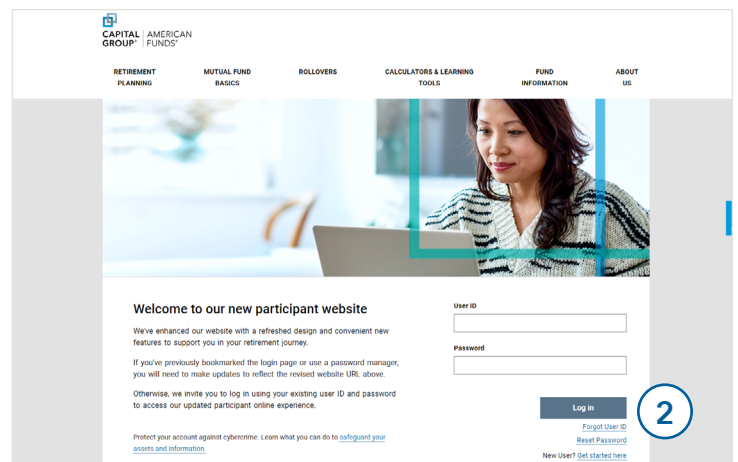 CAPITAL | AMERICAN
GROUP® | FUNDS®
RETIREMENT PLANNING
MUTUAL FUND BASICS
ROLLOVERS
CALCULATORS & LEARNING TOOLS
FUND INFORMATION
ABOUT US
Welcome to our new participant website
We've enhanced our website with a refreshed design and convenient new
features to support you in your retirement journey.
If you've previously bookmarked the login page or use a password manager,
you will need to make updates to reflect the revised website URL above.
Otherwise, we invite you to log in using your existing user ID and password
to access our updated participant online experience.
Protect your account against cybercrime. Learn what you can do to safeguard your
assets and information.
User ID
Password
Log in
2
Forgot User ID
Reset Password
New User? Get started here